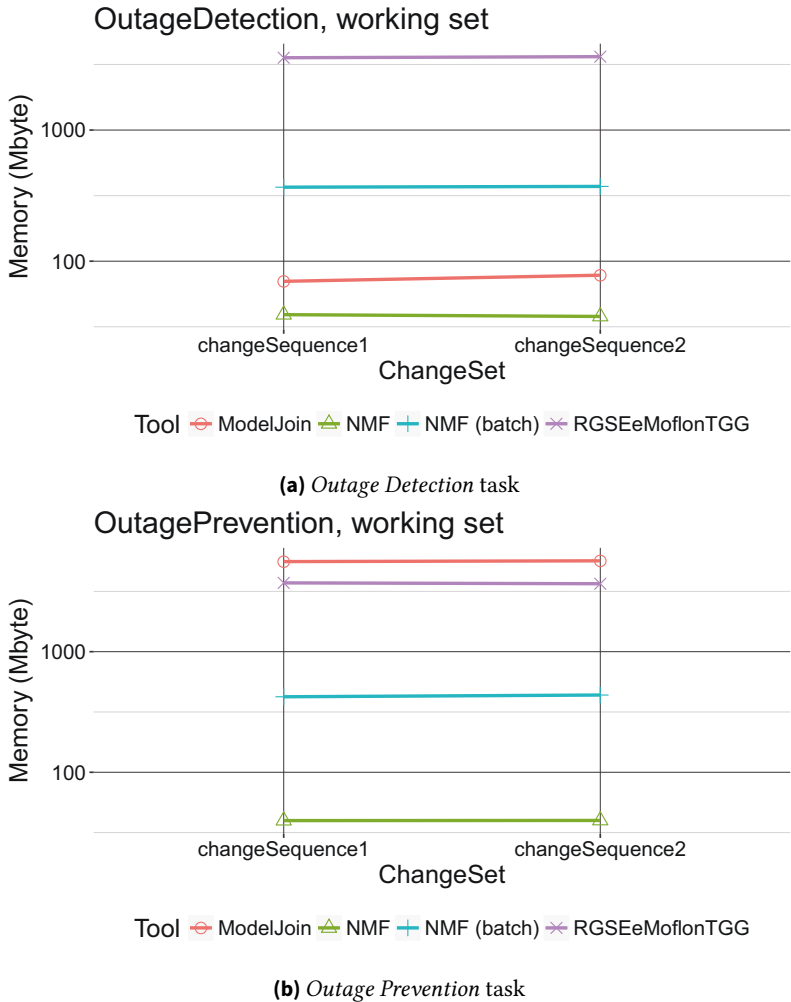 OutageDetection, working set
Memory (Mbyte)
1000
100
changeSequence1 changeSequence2
ChangeSet
Tool ModelJoin NMF NMF (batch) RGSEeMoflonTGG
(a) Outage Detection task
OutagePrevention, working set
Memory (Mbyte)
1000
100
changeSequence1 changeSequence2
ChangeSet
Tool ModelJoin NMF NMF (batch) RGSEeMoflonTGG
(b) Outage Prevention task